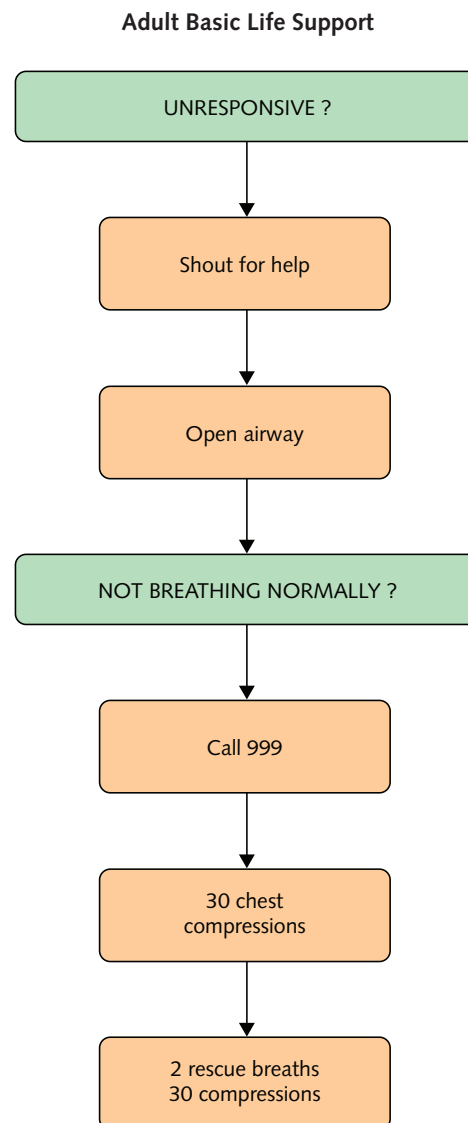 Adult Basic Life Support
UNRESPONSIVE ?
Shout for help
Open airway
NOT BREATHING NORMALLY ?
Call 999
30 chest
compressions
2 rescue breaths
30 compressions